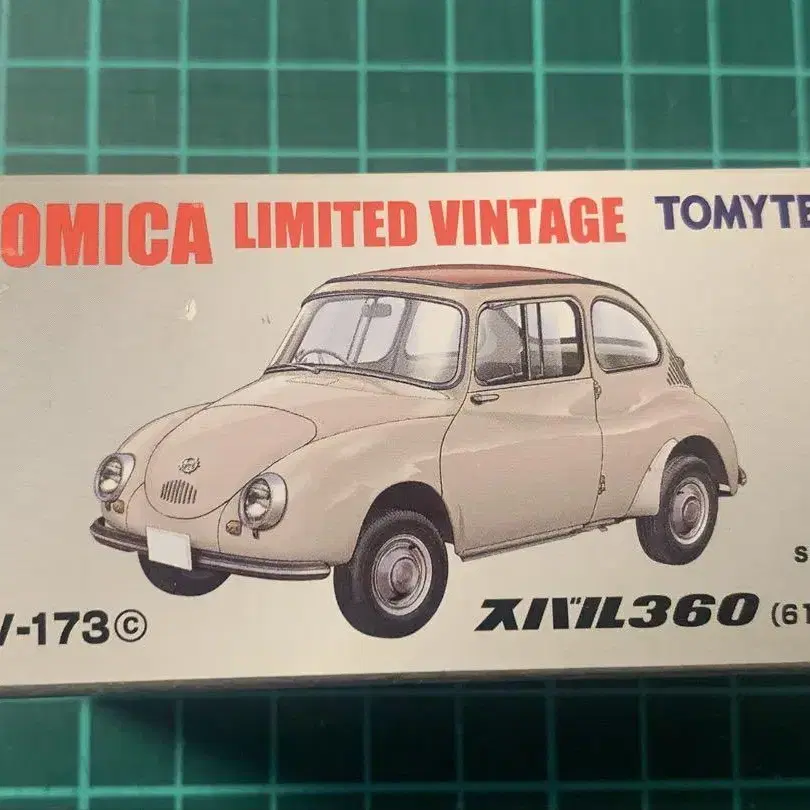 OMICA LIMITED VINTAGE TOMYTE
V-173©
スバル360 (61
S